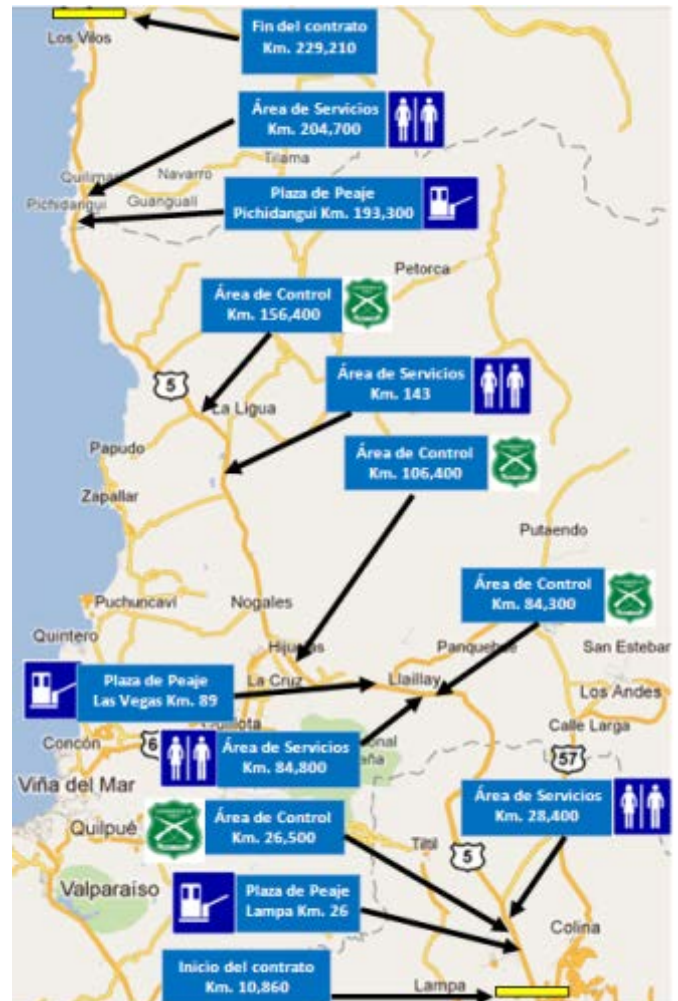 Los Vilos
Fin del contrato
Km. 229,210
Área de Servicios
Km. 204,700
Tilama
Navarro
Quilimari
Plaza de Peaje
Pichidangui Km. 193,300
Pichidangui
Guanguali
Petorca
Área de Control
Km. 156,400
5
Área de Servicios
Km. 143
La Ligua
Área de Control
Km. 106,400
Papudo
Zapallar
Putaendo
Área de Control
Km. 84,300
Puchuncaví
Nogales
Quintero
Hijuelas
Panquehue
San Esteban
Plaza de Peaje
Las Vegas Km. 89
La Cruz
Llaillay
Los Andes
Quillota
Calle Larga
Concón
6
Área de Servicios
Km. 84,800
57
Viña del Mar
Área de Servicios
Km. 28,400
Quilpué
Área de Control
Km. 26,500
Tiltil
5
Valparaíso
Plaza de Peaje
Lampa Km. 26
Colina
Inicio del contrato
Km. 10,860
Lampa